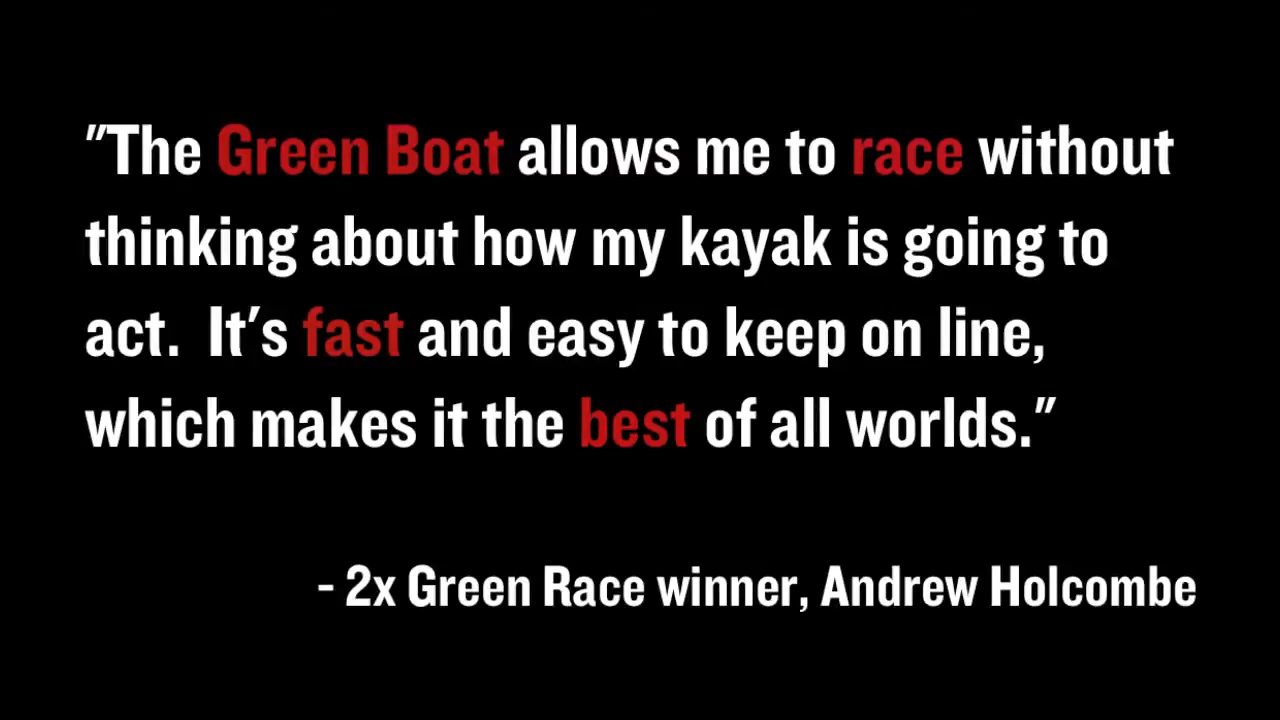 "The Green Boat allows me to race without
thinking about how my kayak is going to
act.  It's fast and easy to keep on line,
which makes it the best of all worlds."
- 2x Green Race winner, Andrew Holcombe